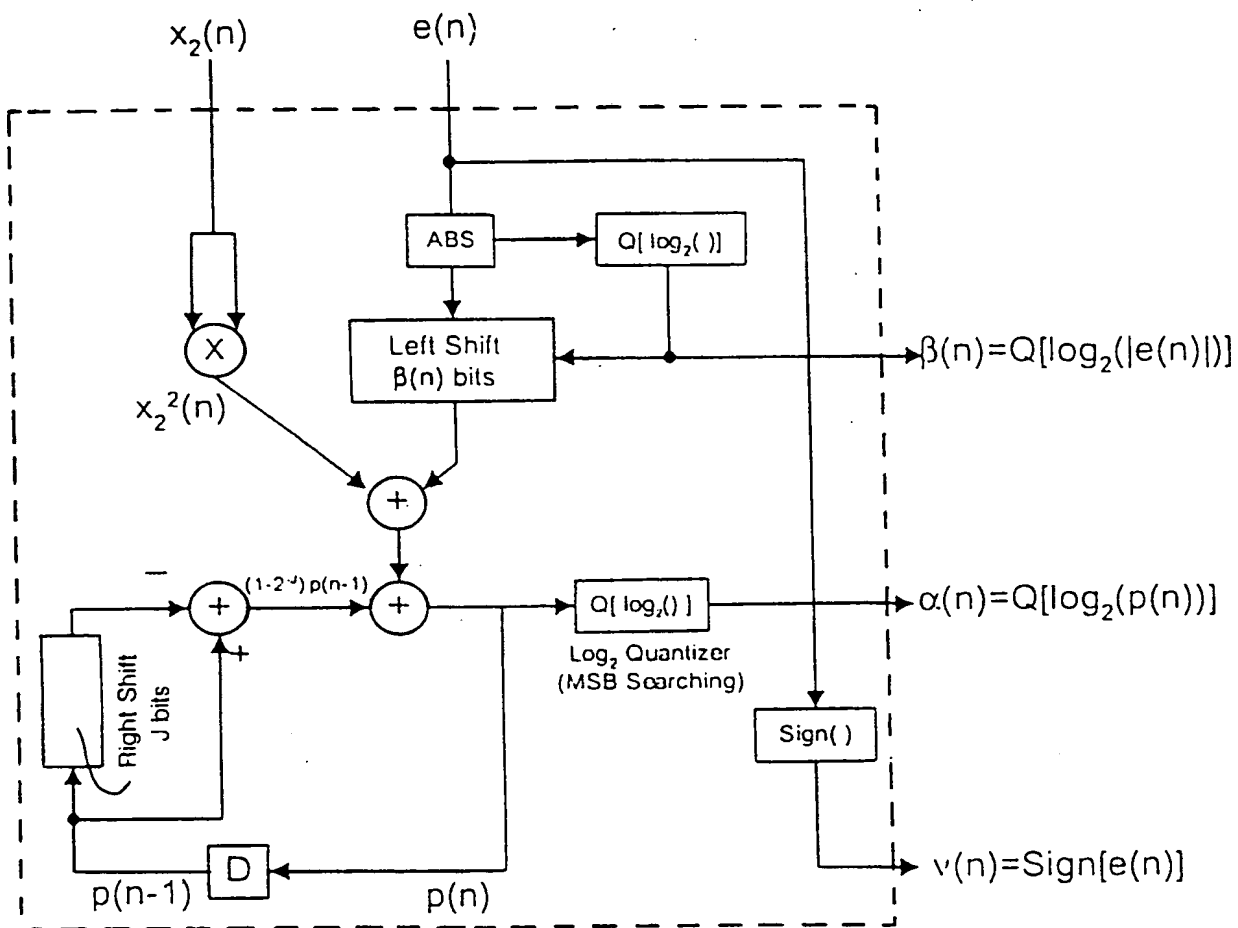 x₂(n)
e(n)
ABS
Q[ log₂( )]
Left Shift
β(n) bits
X
β(n)=Q[log₂(|e(n)|)]
x₂²(n)
+
−
+
(1-2⁻ᴶ) p(n-1)
+
Q[ log₂() ]
α(n)=Q[log₂(p(n))]
+
Log₂ Quantizer
(MSB Searching)
Right Shift
J bits
Sign( )
D
p(n-1)
p(n)
ν(n)=Sign[e(n)]